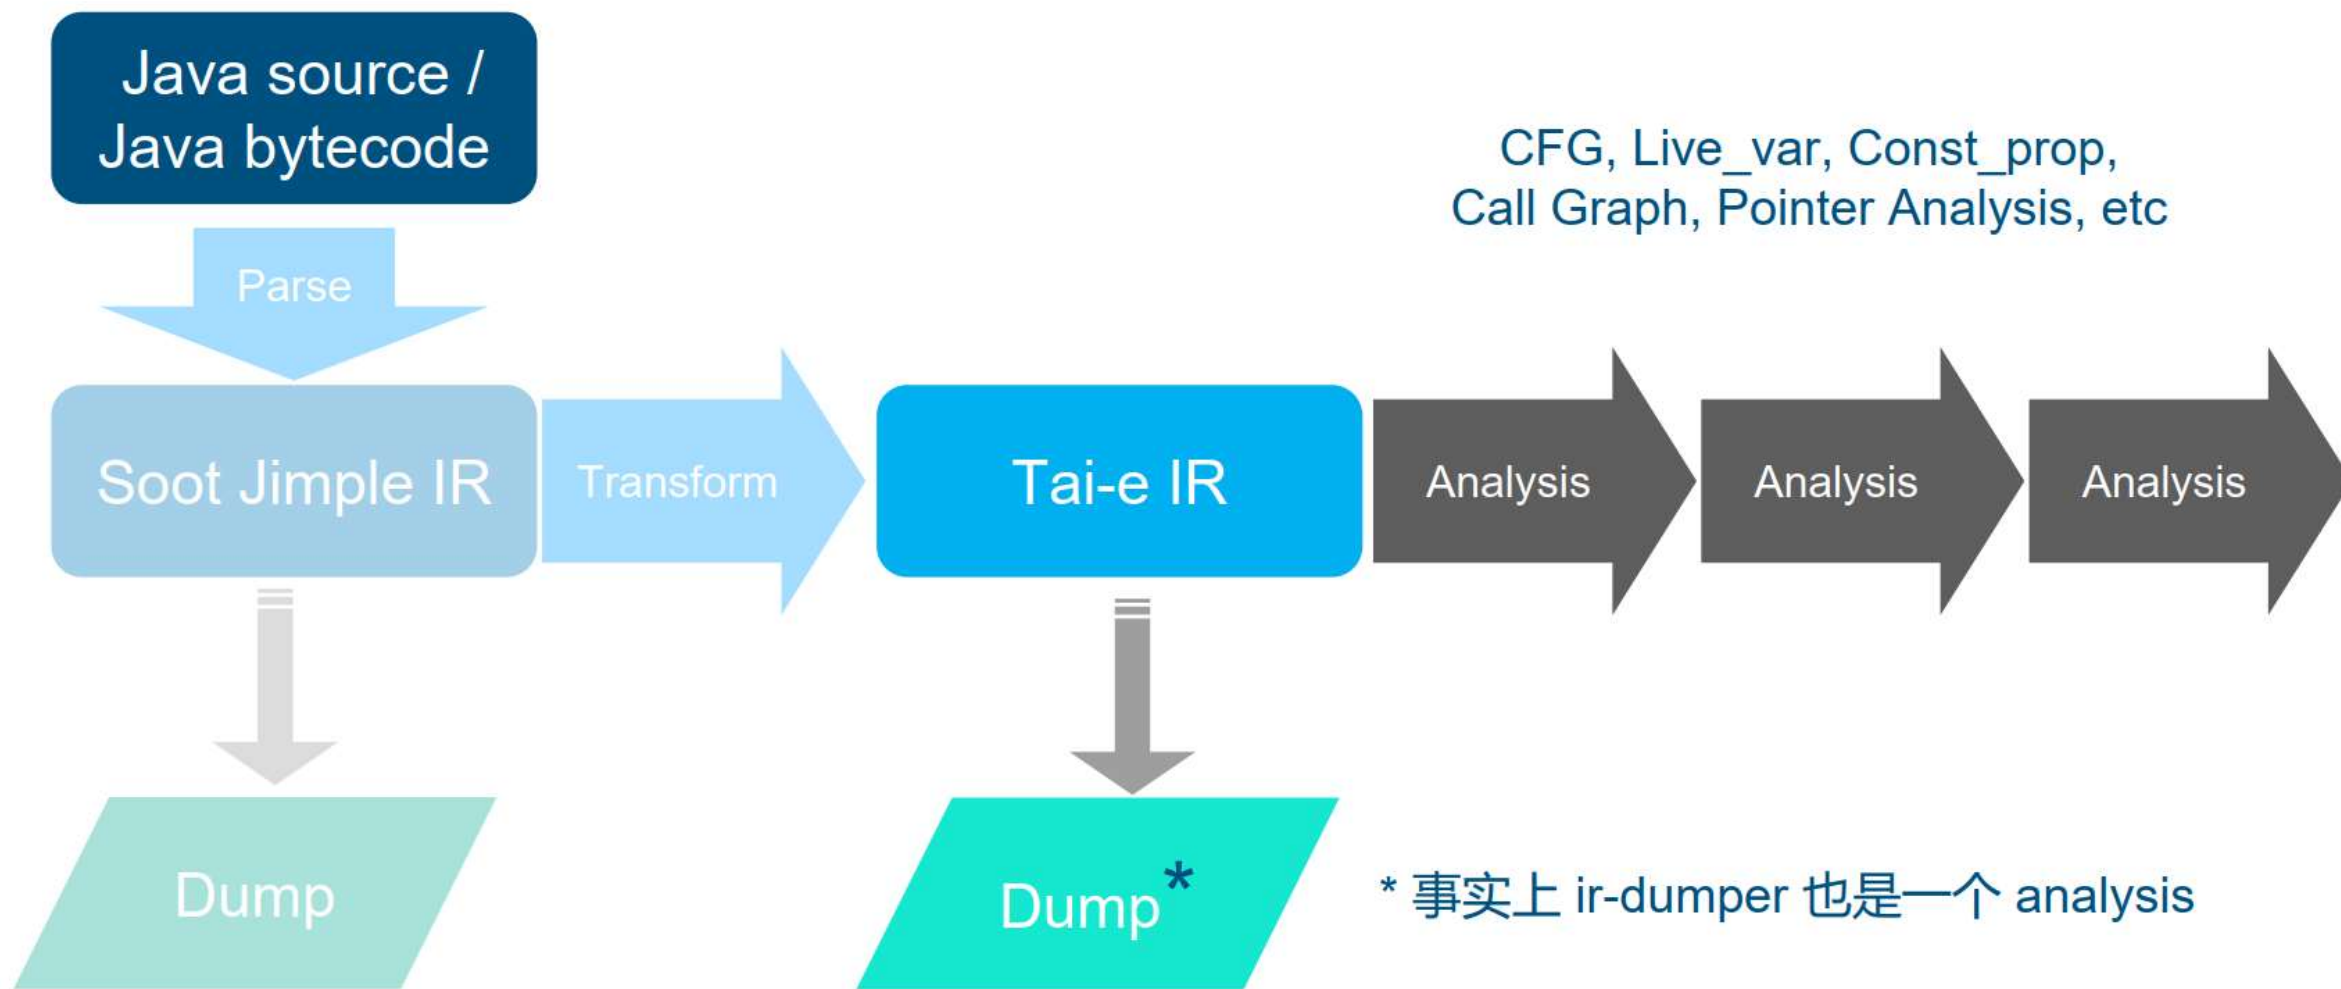 Java source /
Java bytecode
Parse
CFG, Live_var, Const_prop,
Call Graph, Pointer Analysis, etc
Soot Jimple IR
Transform
Tai-e IR
Analysis
Analysis
Analysis
Dump
Dump*
* 事实上 ir-dumper 也是一个 analysis